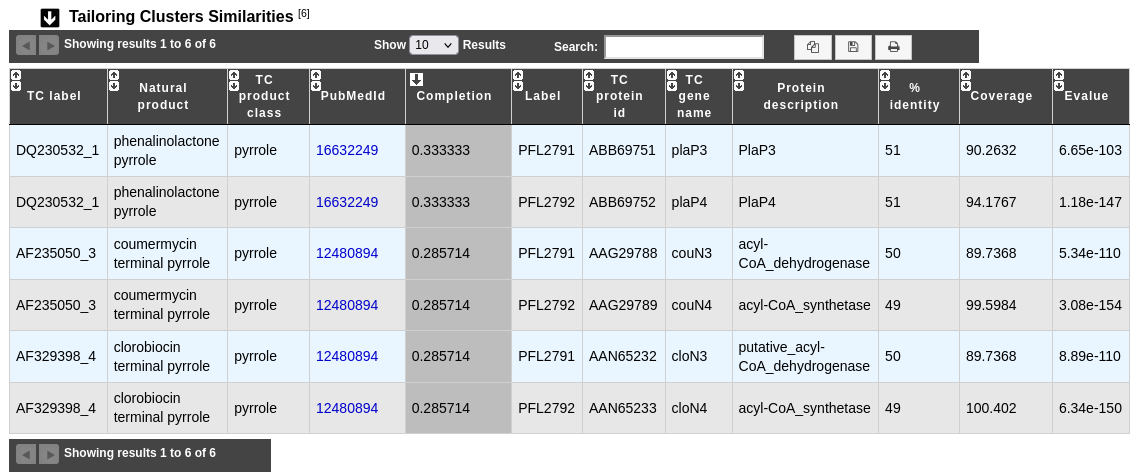 Tailoring Clusters Similarities [6]
Showing results 1 to 6 of 6 Show 10 Results Search:
TC label Natural product TC product class PubMedId Completion Label TC protein id TC gene name Protein description % identity Coverage Evalue
DQ230532_1 phenalinolactone pyrrole pyrrole 16632249 0.333333 PFL2791 ABB69751 plaP3 PlaP3 51 90.2632 6.65e-103
DQ230532_1 phenalinolactone pyrrole pyrrole 16632249 0.333333 PFL2792 ABB69752 plaP4 PlaP4 51 94.1767 1.18e-147
AF235050_3 coumermycin terminal pyrrole pyrrole 12480894 0.285714 PFL2791 AAG29788 couN3 acyl-CoA_dehydrogenase 50 89.7368 5.34e-110
AF235050_3 coumermycin terminal pyrrole pyrrole 12480894 0.285714 PFL2792 AAG29789 couN4 acyl-CoA_synthetase 49 99.5984 3.08e-154
AF329398_4 clorobiocin terminal pyrrole pyrrole 12480894 0.285714 PFL2791 AAN65232 cloN3 putative_acyl-CoA_dehydrogenase 50 89.7368 8.89e-110
AF329398_4 clorobiocin terminal pyrrole pyrrole 12480894 0.285714 PFL2792 AAN65233 cloN4 acyl-CoA_synthetase 49 100.402 6.34e-150
Showing results 1 to 6 of 6